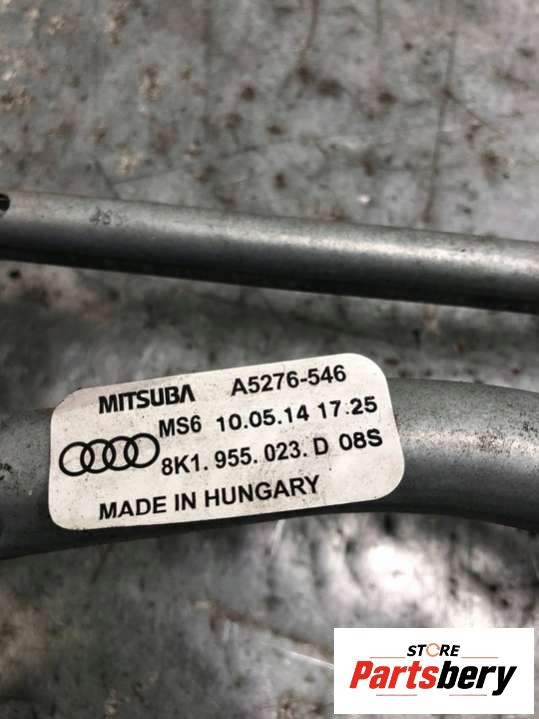 MITSUBA A5276-546
MS6 10.05.14 17:25
8K1. 955. 023. D 08S
MADE IN HUNGARY
STORE
Partsbery